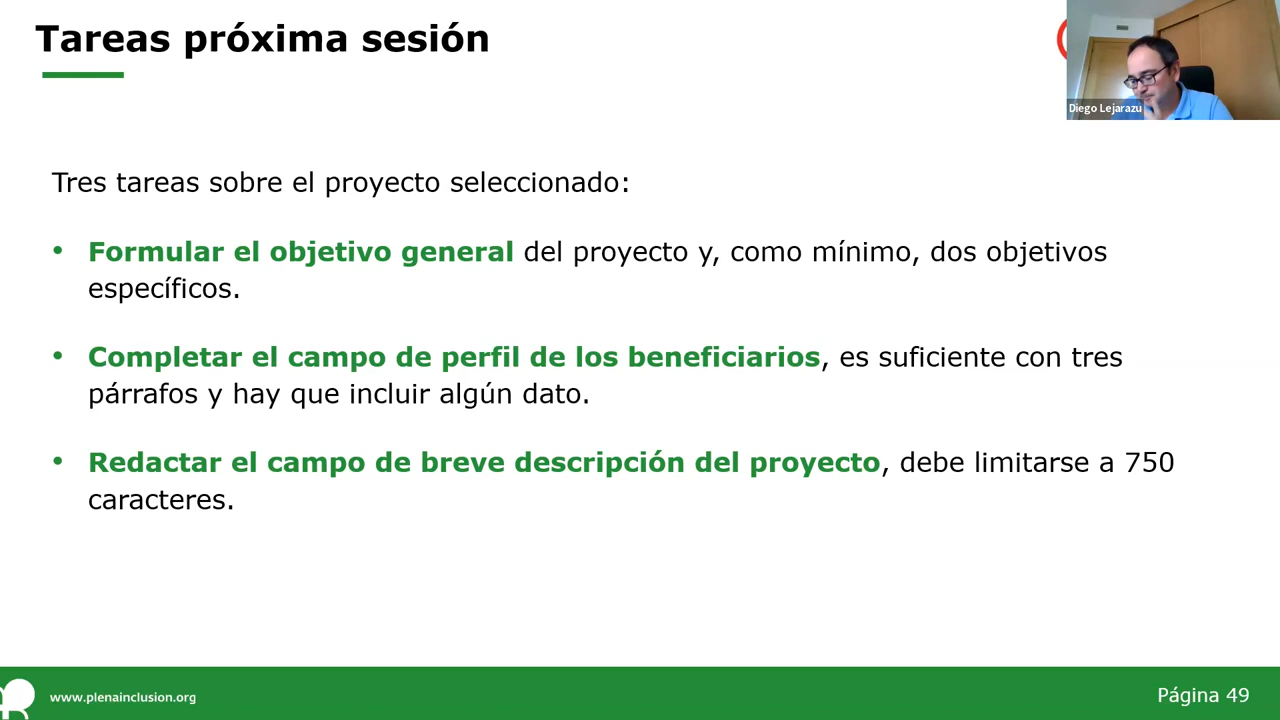 Tareas próxima sesión
Diego Lejarazu
Tres tareas sobre el proyecto seleccionado:
• Formular el objetivo general del proyecto y, como mínimo, dos objetivos
específicos.
• Completar el campo de perfil de los beneficiarios, es suficiente con tres
párrafos y hay que incluir algún dato.
• Redactar el campo de breve descripción del proyecto, debe limitarse a 750
caracteres.
www.plenainclusion.org
Página 49